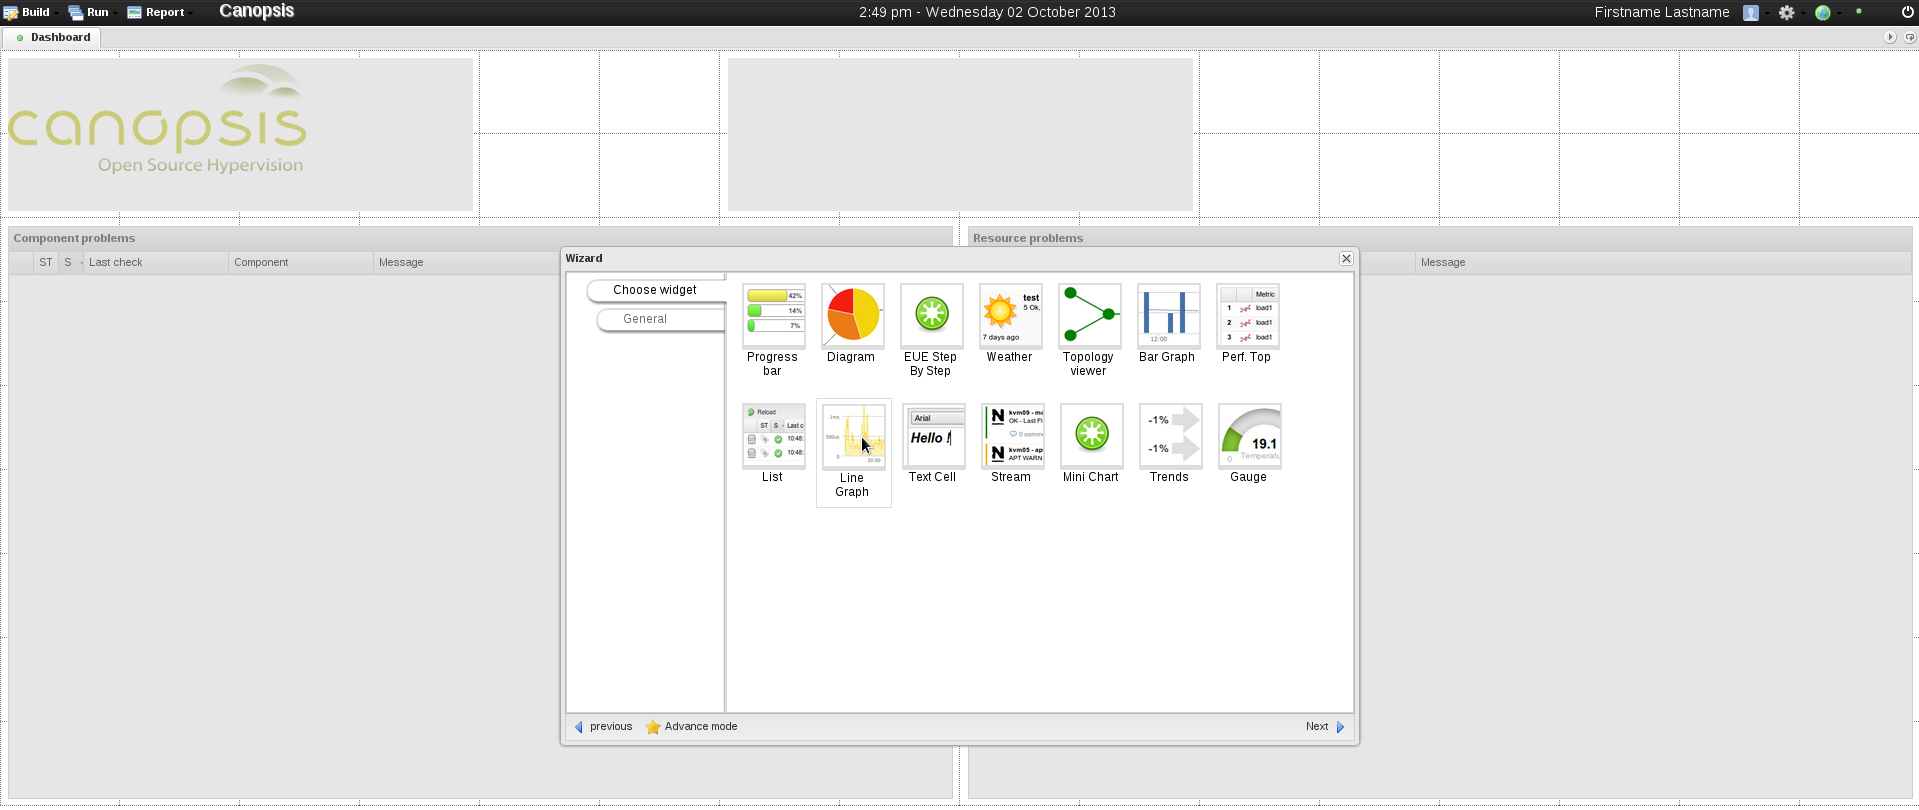 Build Run Report Canopsis 2:49 pm - Wednesday 02 October 2013 Firstname Lastname
Dashboard
canopsis
Open Source Hypervision
Component problems Resource problems
ST S Last check Component Message Message
Wizard
Choose widget
General
42%
14%
7%
test
5 Ok,
7 days ago
12:00
Metric
1 load1
2 load1
3 load1
Progress bar Diagram EUE Step By Step Weather Topology viewer Bar Graph Perf. Top
Reload
ST S Last c
10:48:
10:48:
1ms
500us
0
20:00
Arial
Hello !
kvm09 - mo
OK - Last Fi
0 comm
kvm05 - ap
APT WARN
-1%
-1%
19.1
0 Temperatu
List Line Graph Text Cell Stream Mini Chart Trends Gauge
previous Advance mode Next